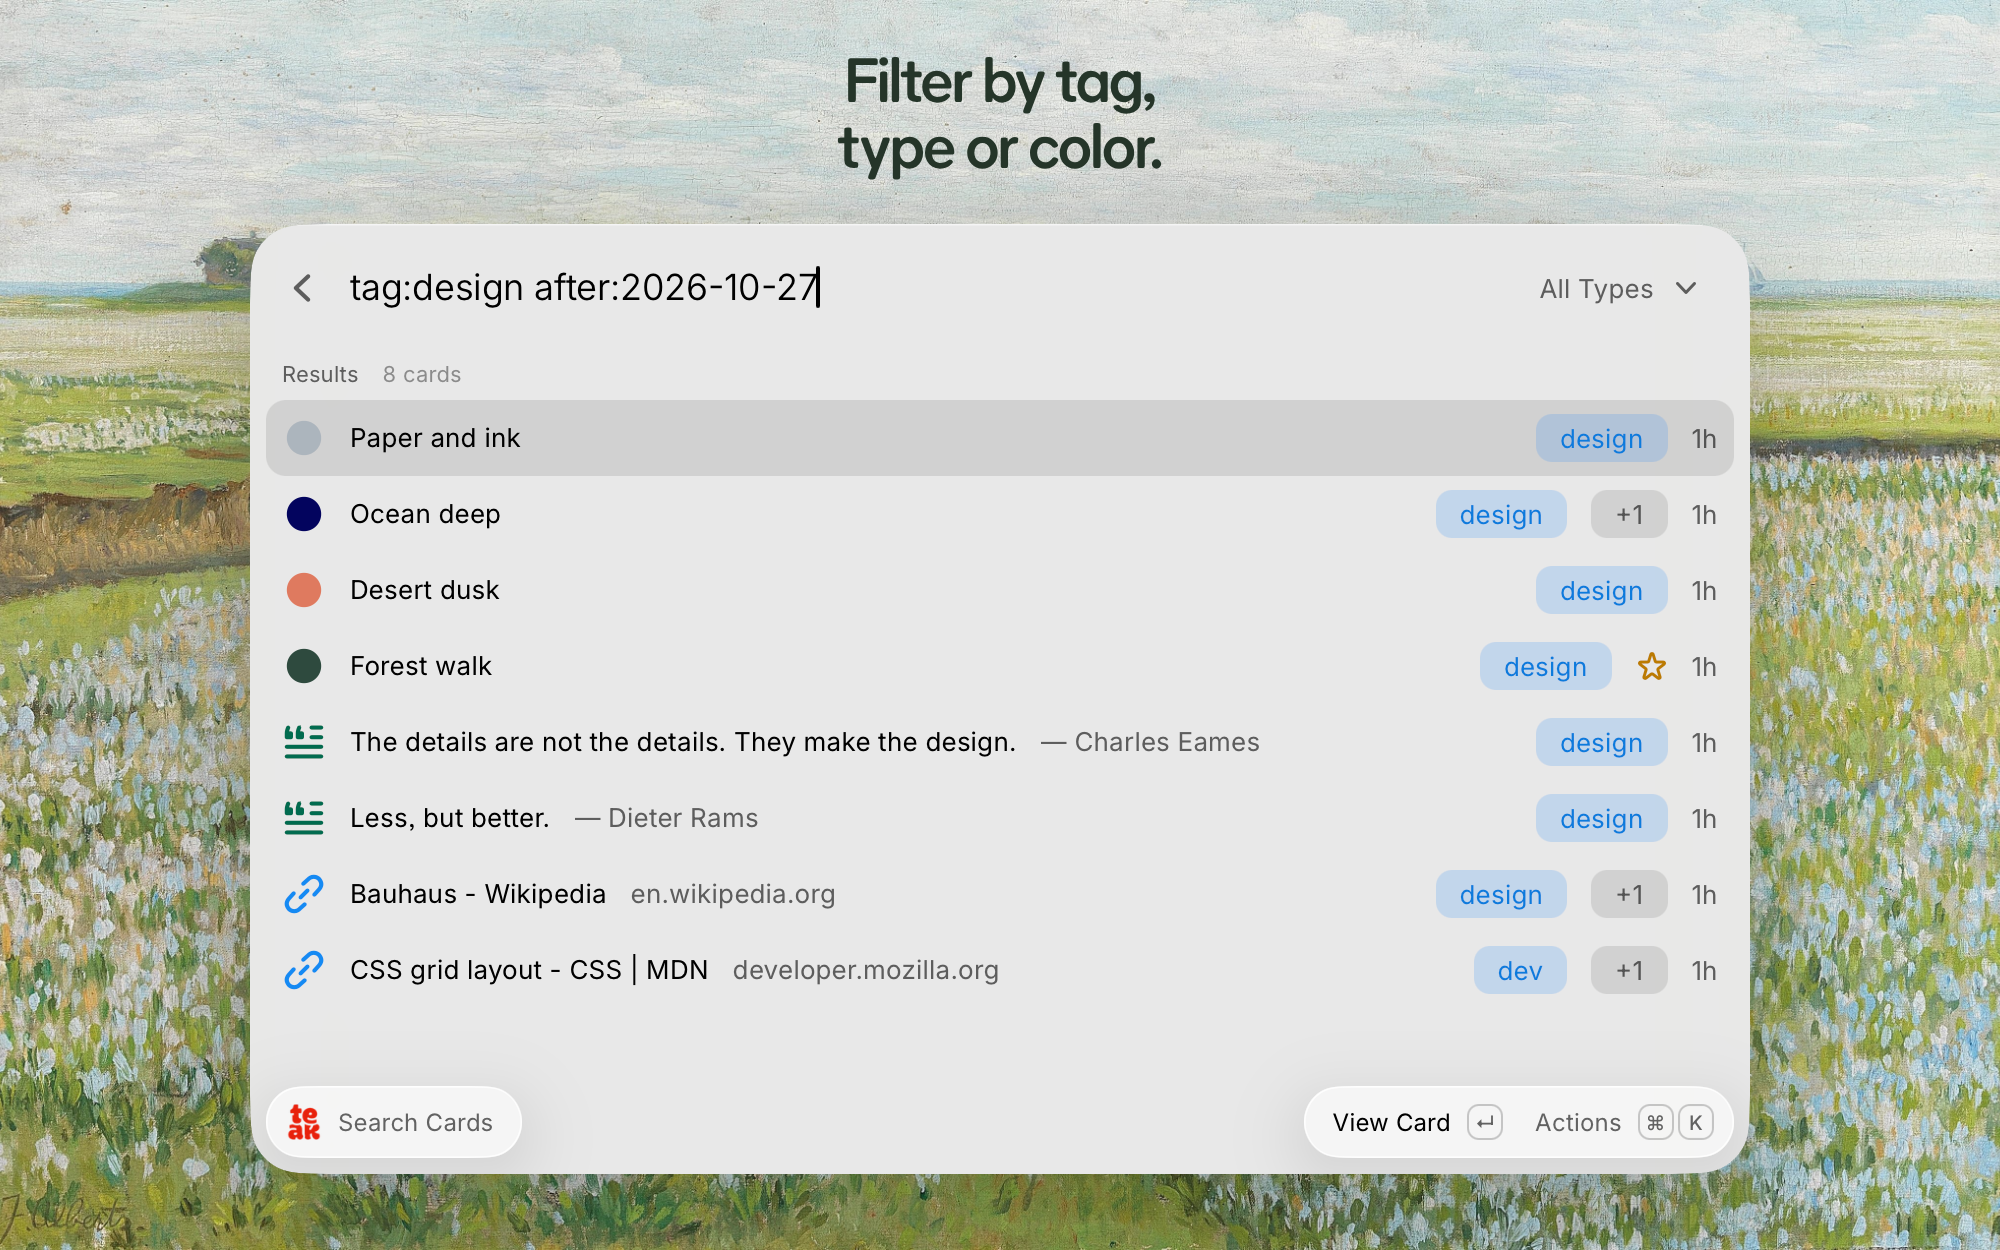 Filter by tag,
type or color.
tag:design after:2026-10-27
All Types
Results 8 cards
Paper and ink design 1h
Ocean deep design +1 1h
Desert dusk design 1h
Forest walk design 1h
The details are not the details. They make the design. — Charles Eames design 1h
Less, but better. — Dieter Rams design 1h
Bauhaus - Wikipedia en.wikipedia.org design +1 1h
CSS grid layout - CSS | MDN developer.mozilla.org dev +1 1h
te
ak
Search Cards
View Card ↵ Actions ⌘ K